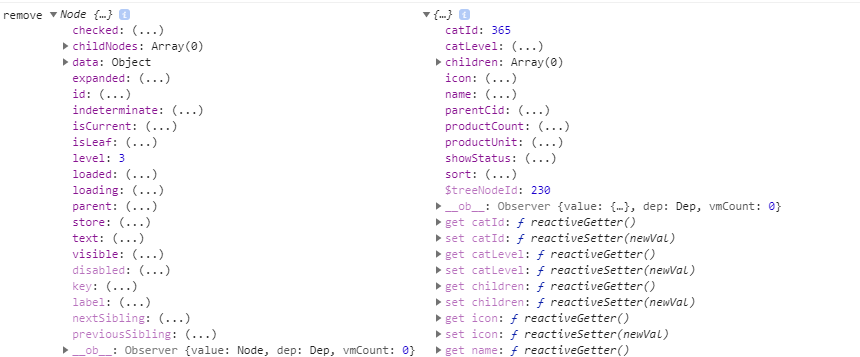 remove ▼ Node {…} i
checked: (...)
▶ childNodes: Array(0)
▶ data: Object
expanded: (...)
id: (...)
indeterminate: (...)
isCurrent: (...)
isLeaf: (...)
level: 3
loaded: (...)
loading: (...)
parent: (...)
store: (...)
text: (...)
visible: (...)
disabled: (...)
key: (...)
label: (...)
nextSibling: (...)
previousSibling: (...)
▶ __ob__: Observer {value: Node, dep: Dep, vmCount: 0}
▼ {…} i
catId: 365
catLevel: (...)
▶ children: Array(0)
icon: (...)
name: (...)
parentCid: (...)
productCount: (...)
productUnit: (...)
showStatus: (...)
sort: (...)
$treeNodeId: 230
▶ __ob__: Observer {value: {…}, dep: Dep, vmCount: 0}
▶ get catId: ƒ reactiveGetter()
▶ set catId: ƒ reactiveSetter(newVal)
▶ get catLevel: ƒ reactiveGetter()
▶ set catLevel: ƒ reactiveSetter(newVal)
▶ get children: ƒ reactiveGetter()
▶ set children: ƒ reactiveSetter(newVal)
▶ get icon: ƒ reactiveGetter()
▶ set icon: ƒ reactiveSetter(newVal)
▶ get name: ƒ reactiveGetter()